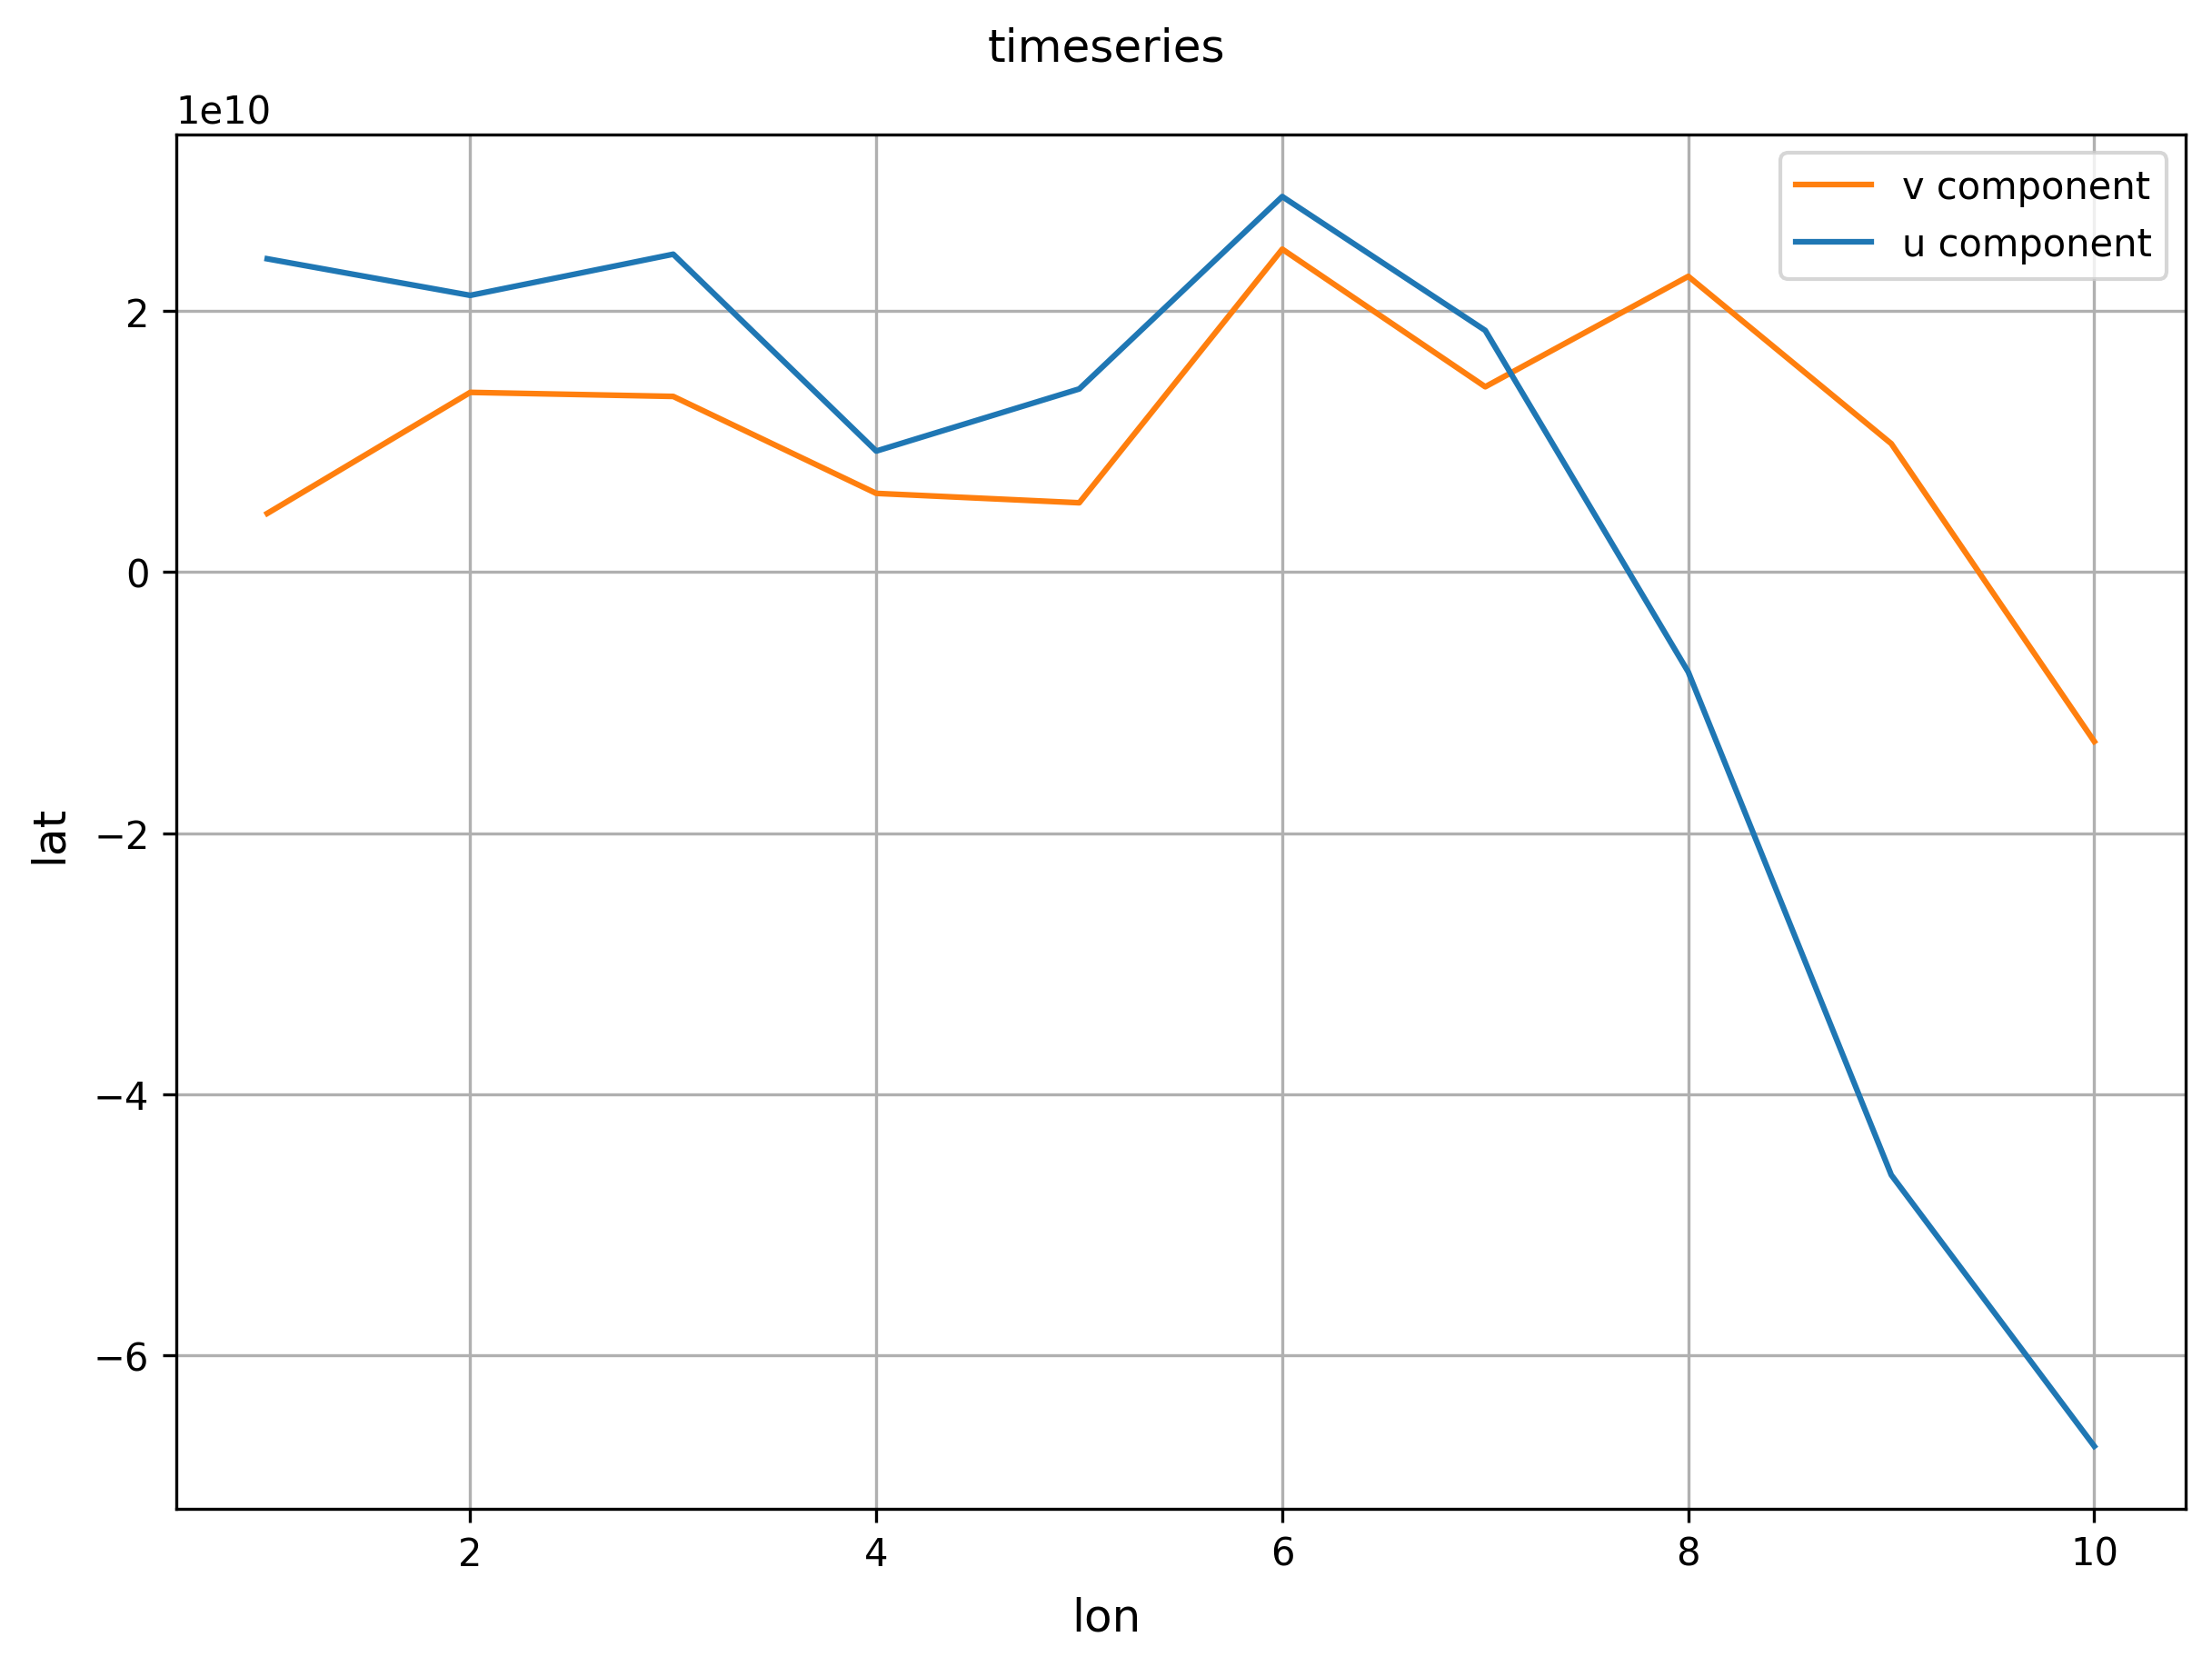 timeseries
1e10
v component
u component
2
0
−2
−4
−6
lat
2 4 6 8 10
lon